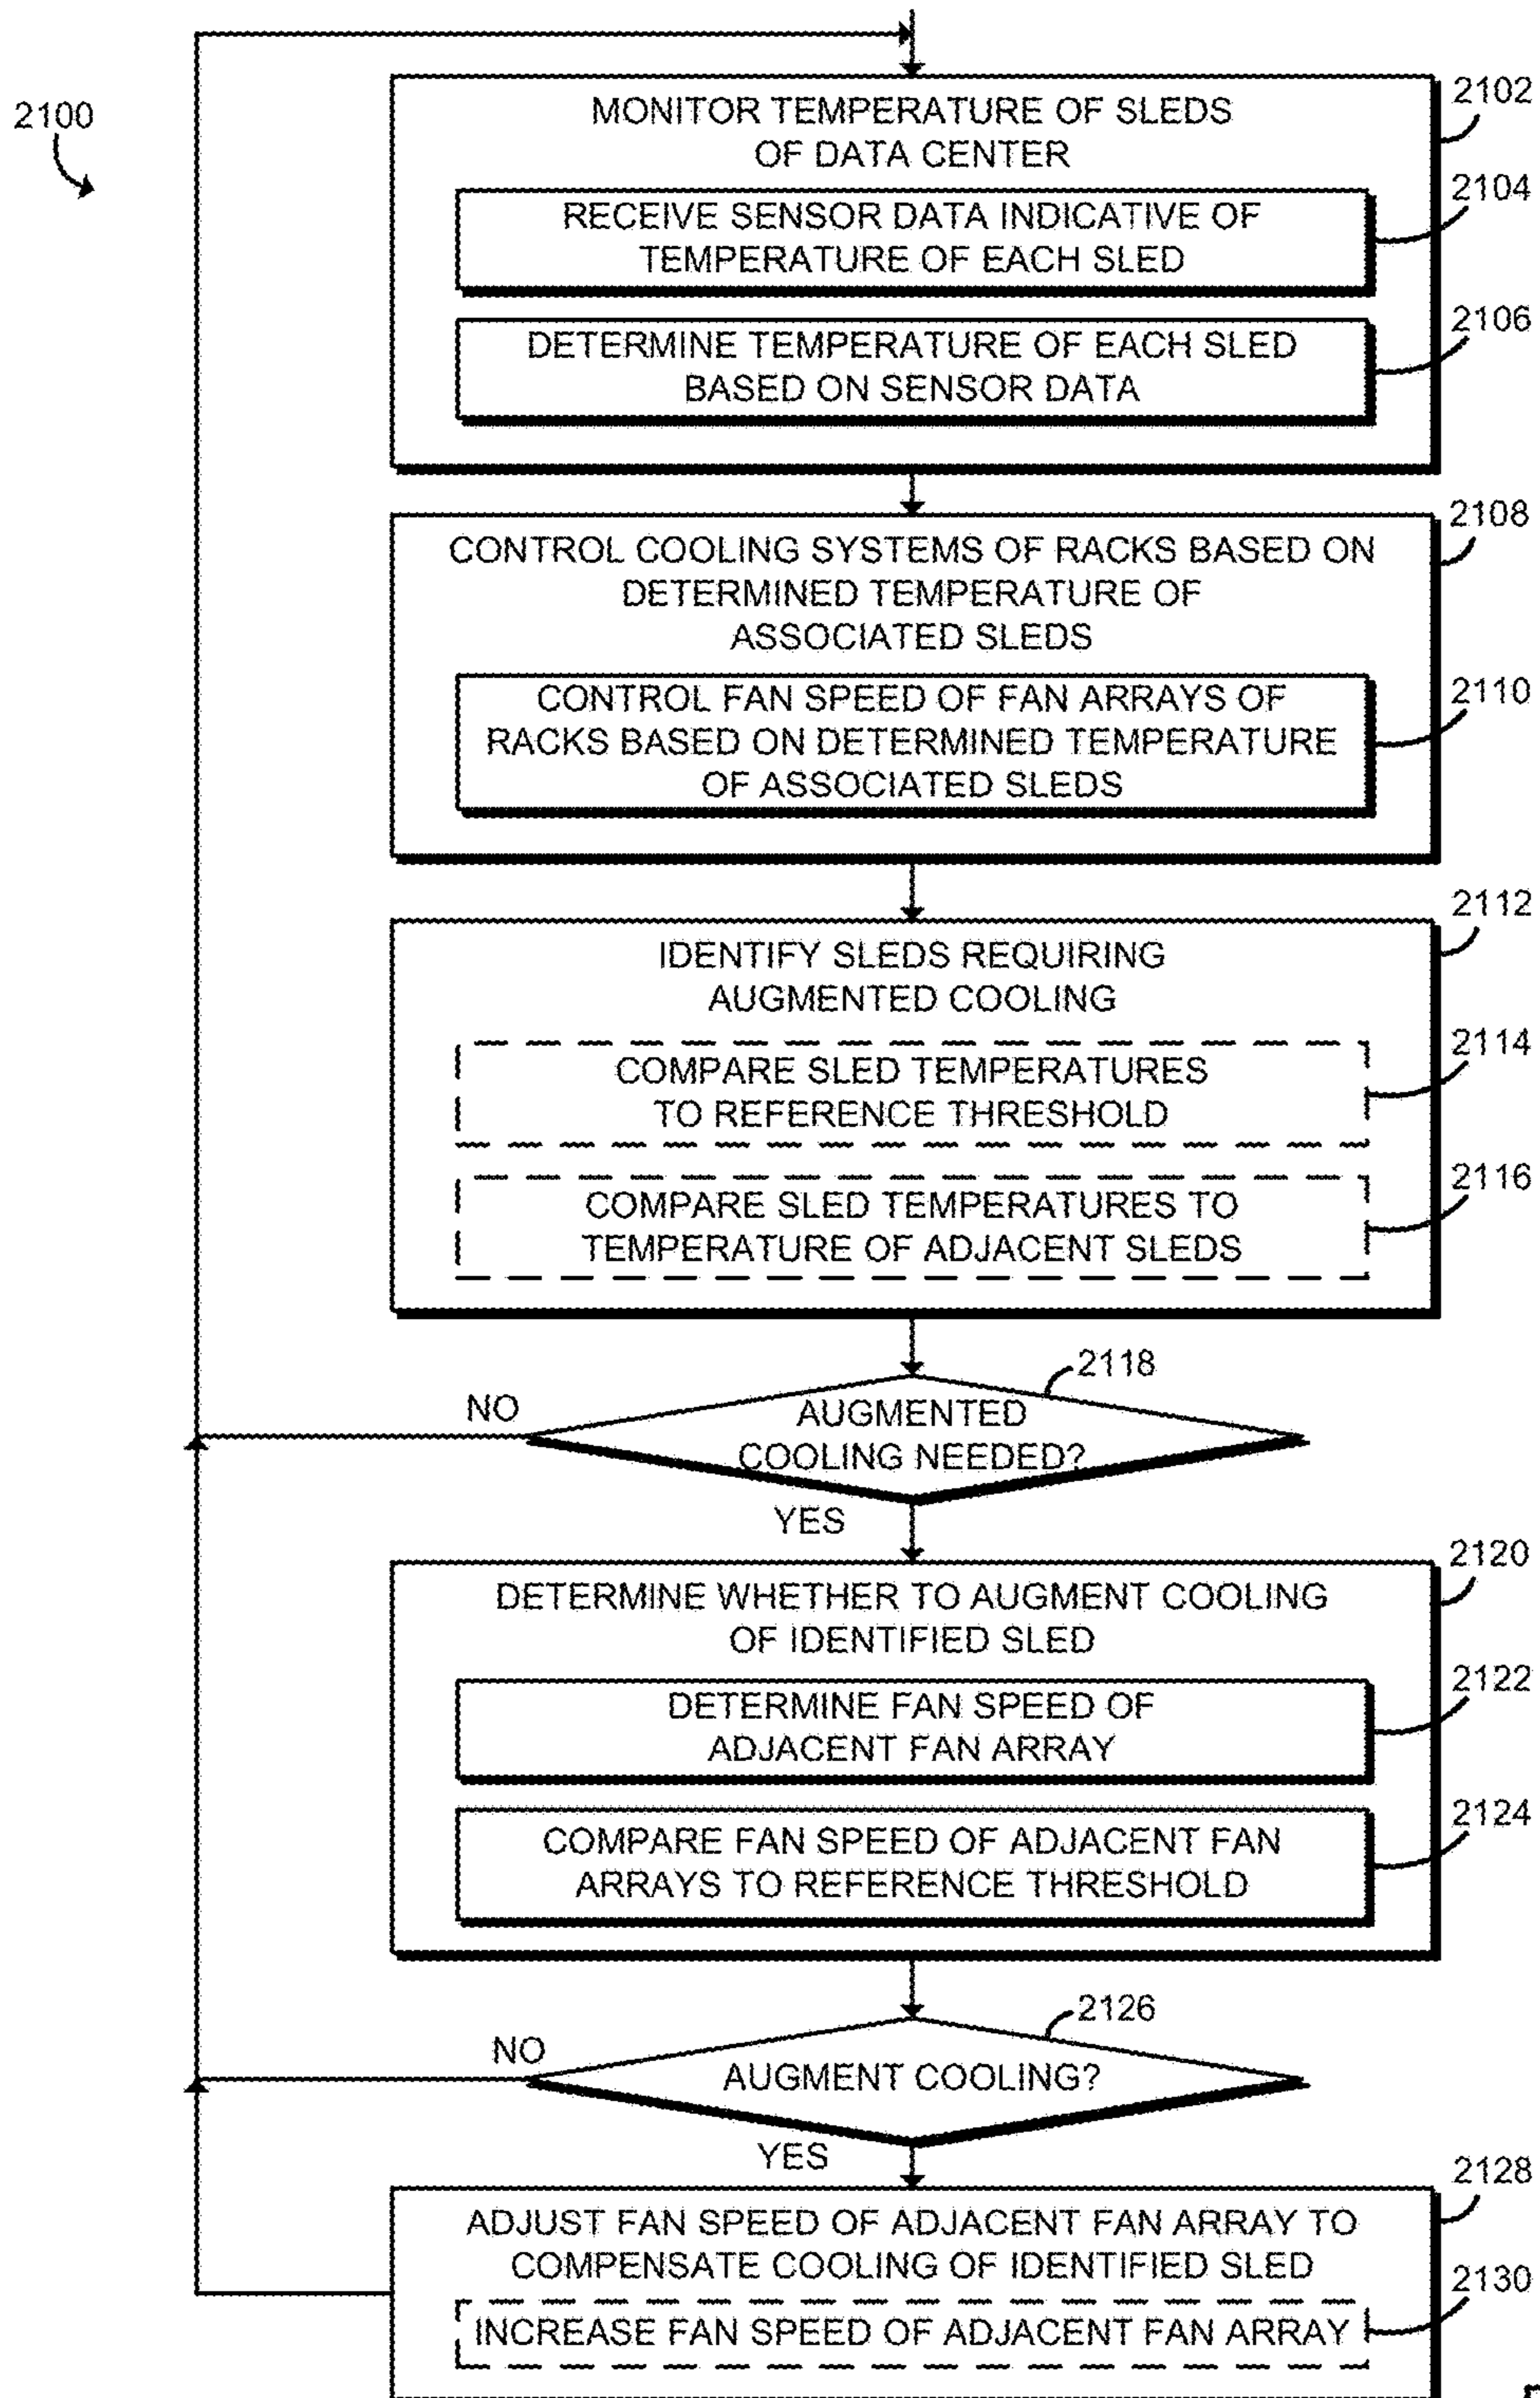 2100
MONITOR TEMPERATURE OF SLEDS
OF DATA CENTER
2102
RECEIVE SENSOR DATA INDICATIVE OF
TEMPERATURE OF EACH SLED
2104
DETERMINE TEMPERATURE OF EACH SLED
BASED ON SENSOR DATA
2106
CONTROL COOLING SYSTEMS OF RACKS BASED ON
DETERMINED TEMPERATURE OF
ASSOCIATED SLEDS
2108
CONTROL FAN SPEED OF FAN ARRAYS OF
RACKS BASED ON DETERMINED TEMPERATURE
OF ASSOCIATED SLEDS
2110
IDENTIFY SLEDS REQUIRING
AUGMENTED COOLING
2112
COMPARE SLED TEMPERATURES
TO REFERENCE THRESHOLD
2114
COMPARE SLED TEMPERATURES TO
TEMPERATURE OF ADJACENT SLEDS
2116
2118
NO
AUGMENTED
COOLING NEEDED?
YES
DETERMINE WHETHER TO AUGMENT COOLING
OF IDENTIFIED SLED
2120
DETERMINE FAN SPEED OF
ADJACENT FAN ARRAY
2122
COMPARE FAN SPEED OF ADJACENT FAN
ARRAYS TO REFERENCE THRESHOLD
2124
2126
NO
AUGMENT COOLING?
YES
ADJUST FAN SPEED OF ADJACENT FAN ARRAY TO
COMPENSATE COOLING OF IDENTIFIED SLED
2128
INCREASE FAN SPEED OF ADJACENT FAN ARRAY
2130